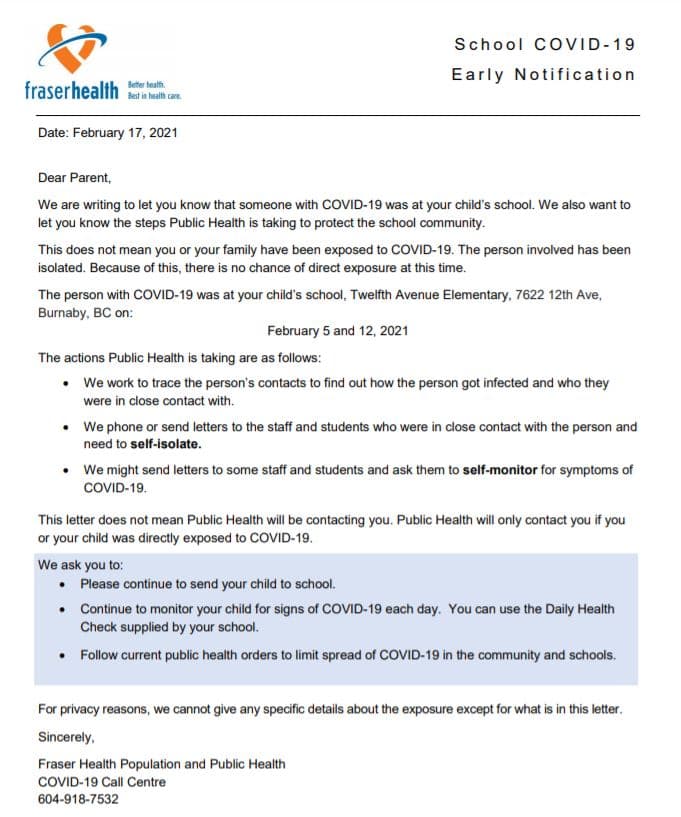 fraserhealth
Better health.
Best in health care.
School COVID-19
Early Notification
Date: February 17, 2021
Dear Parent,
We are writing to let you know that someone with COVID-19 was at your child's school. We also want to
let you know the steps Public Health is taking to protect the school community.
This does not mean you or your family have been exposed to COVID-19. The person involved has been
isolated. Because of this, there is no chance of direct exposure at this time.
The person with COVID-19 was at your child's school, Twelfth Avenue Elementary, 7622 12th Ave,
Burnaby, BC on:
February 5 and 12, 2021
The actions Public Health is taking are as follows:
• We work to trace the person's contacts to find out how the person got infected and who they
were in close contact with.
• We phone or send letters to the staff and students who were in close contact with the person and
need to self-isolate.
• We might send letters to some staff and students and ask them to self-monitor for symptoms of
COVID-19.
This letter does not mean Public Health will be contacting you. Public Health will only contact you if you
or your child was directly exposed to COVID-19.
We ask you to:
• Please continue to send your child to school.
• Continue to monitor your child for signs of COVID-19 each day.  You can use the Daily Health
Check supplied by your school.
• Follow current public health orders to limit spread of COVID-19 in the community and schools.
For privacy reasons, we cannot give any specific details about the exposure except for what is in this letter.
Sincerely,
Fraser Health Population and Public Health
COVID-19 Call Centre
604-918-7532